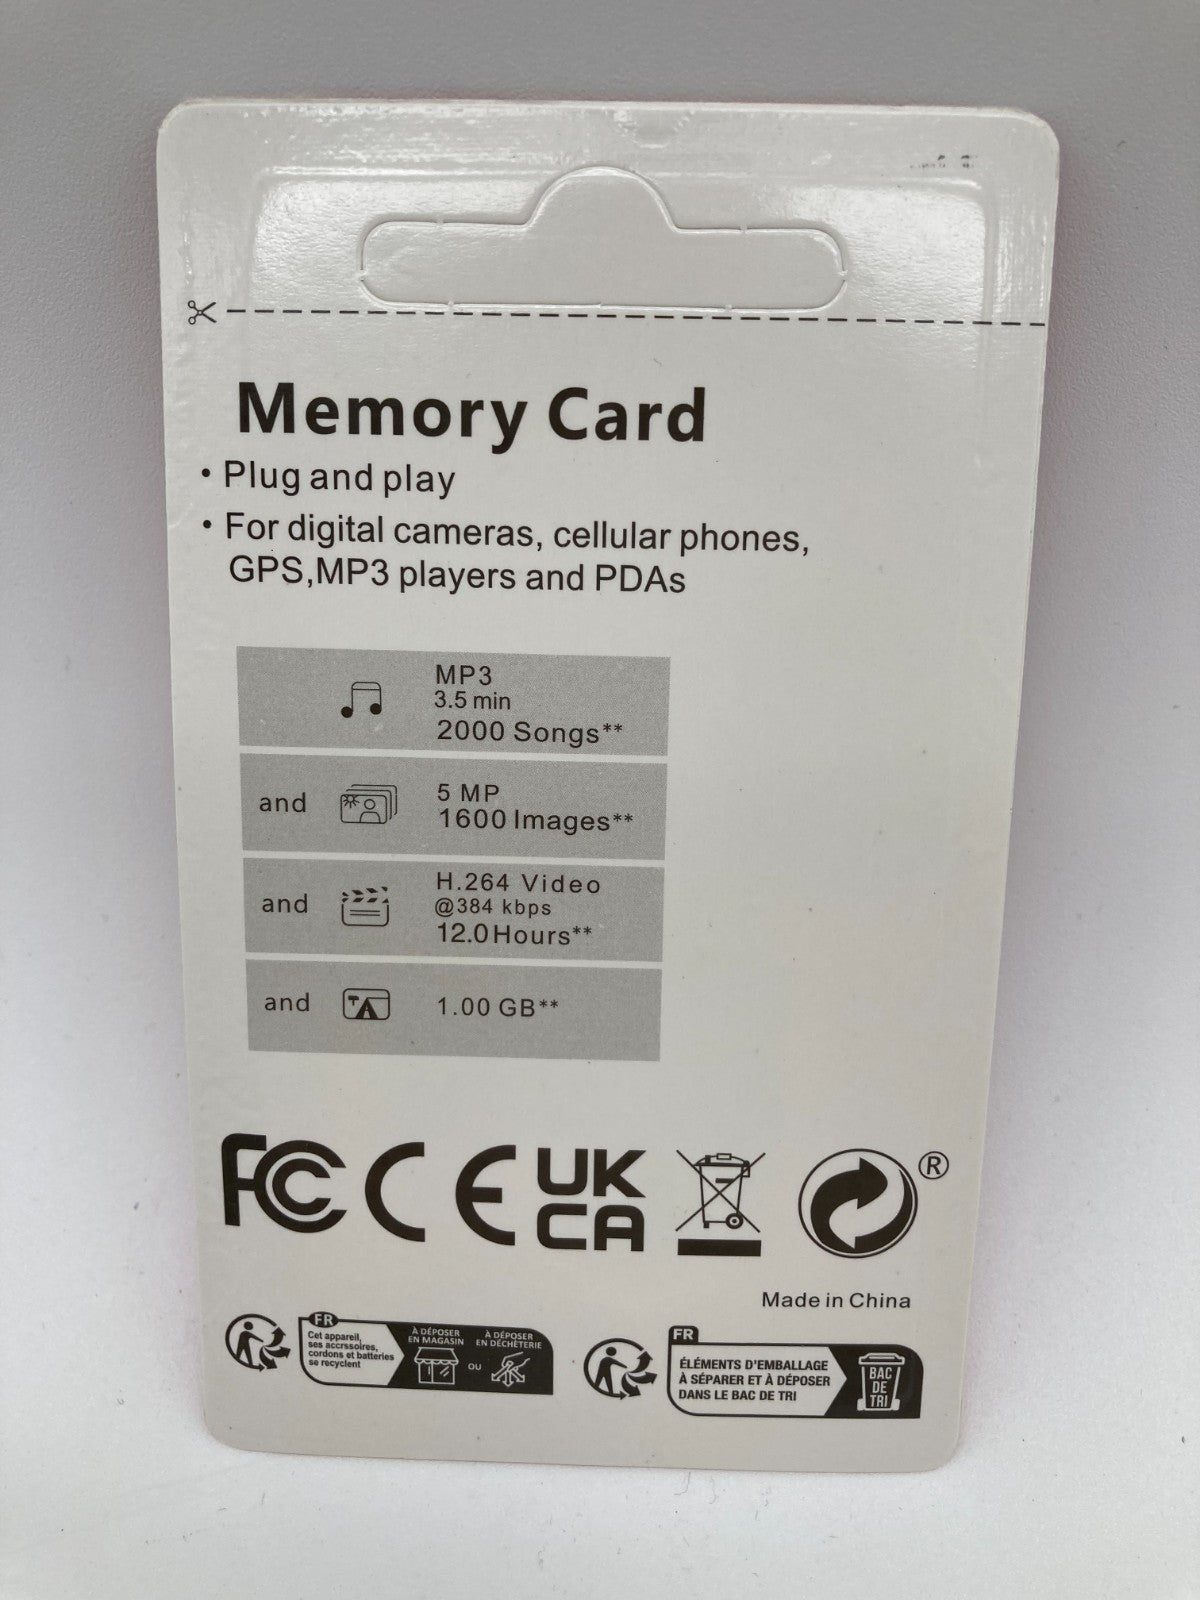 Memory Card
• Plug and play
• For digital cameras, cellular phones,
GPS,MP3 players and PDAs
MP3
3.5 min
2000 Songs**
and
5 MP
1600 Images**
and
H.264 Video
@384 kbps
12.0Hours**
and
1.00 GB**
FC CE UK
CA
®
Made in China
FR
Cet appareil,
ses accrssoires,
cordons et batteries
se recyclent
À DÉPOSER
EN MAGASIN
OU
À DÉPOSER
EN DÉCHÈTERIE
FR
ÉLÉMENTS D'EMBALLAGE
À SÉPARER ET À DÉPOSER
DANS LE BAC DE TRI
BAC
DE
TRI